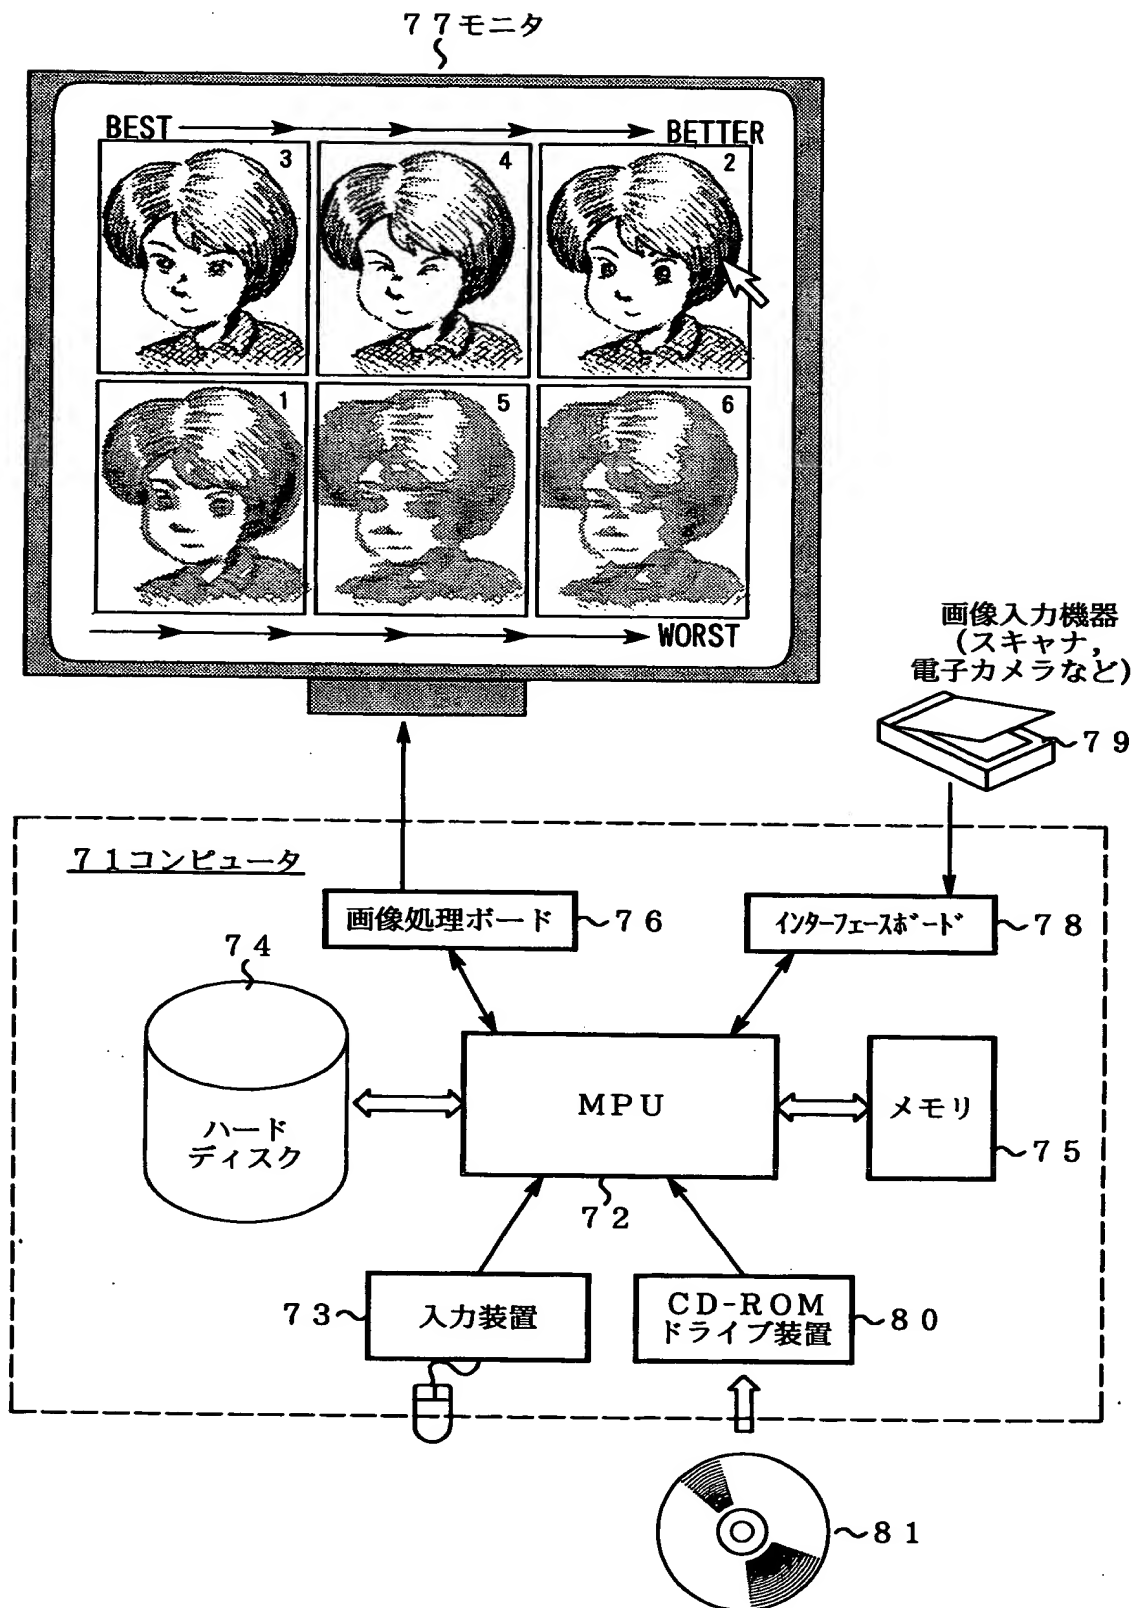 77モニタ
BEST BETTER
3 4 2
1 5 6
WORST
画像入力機器
(スキャナ,
電子カメラなど)
79
71コンピュータ
画像処理ボード 76
インターフェースボード 78
74
ハード
ディスク
MPU
メモリ
75
72
73 入力装置
CD-ROM
ドライブ装置 80
81